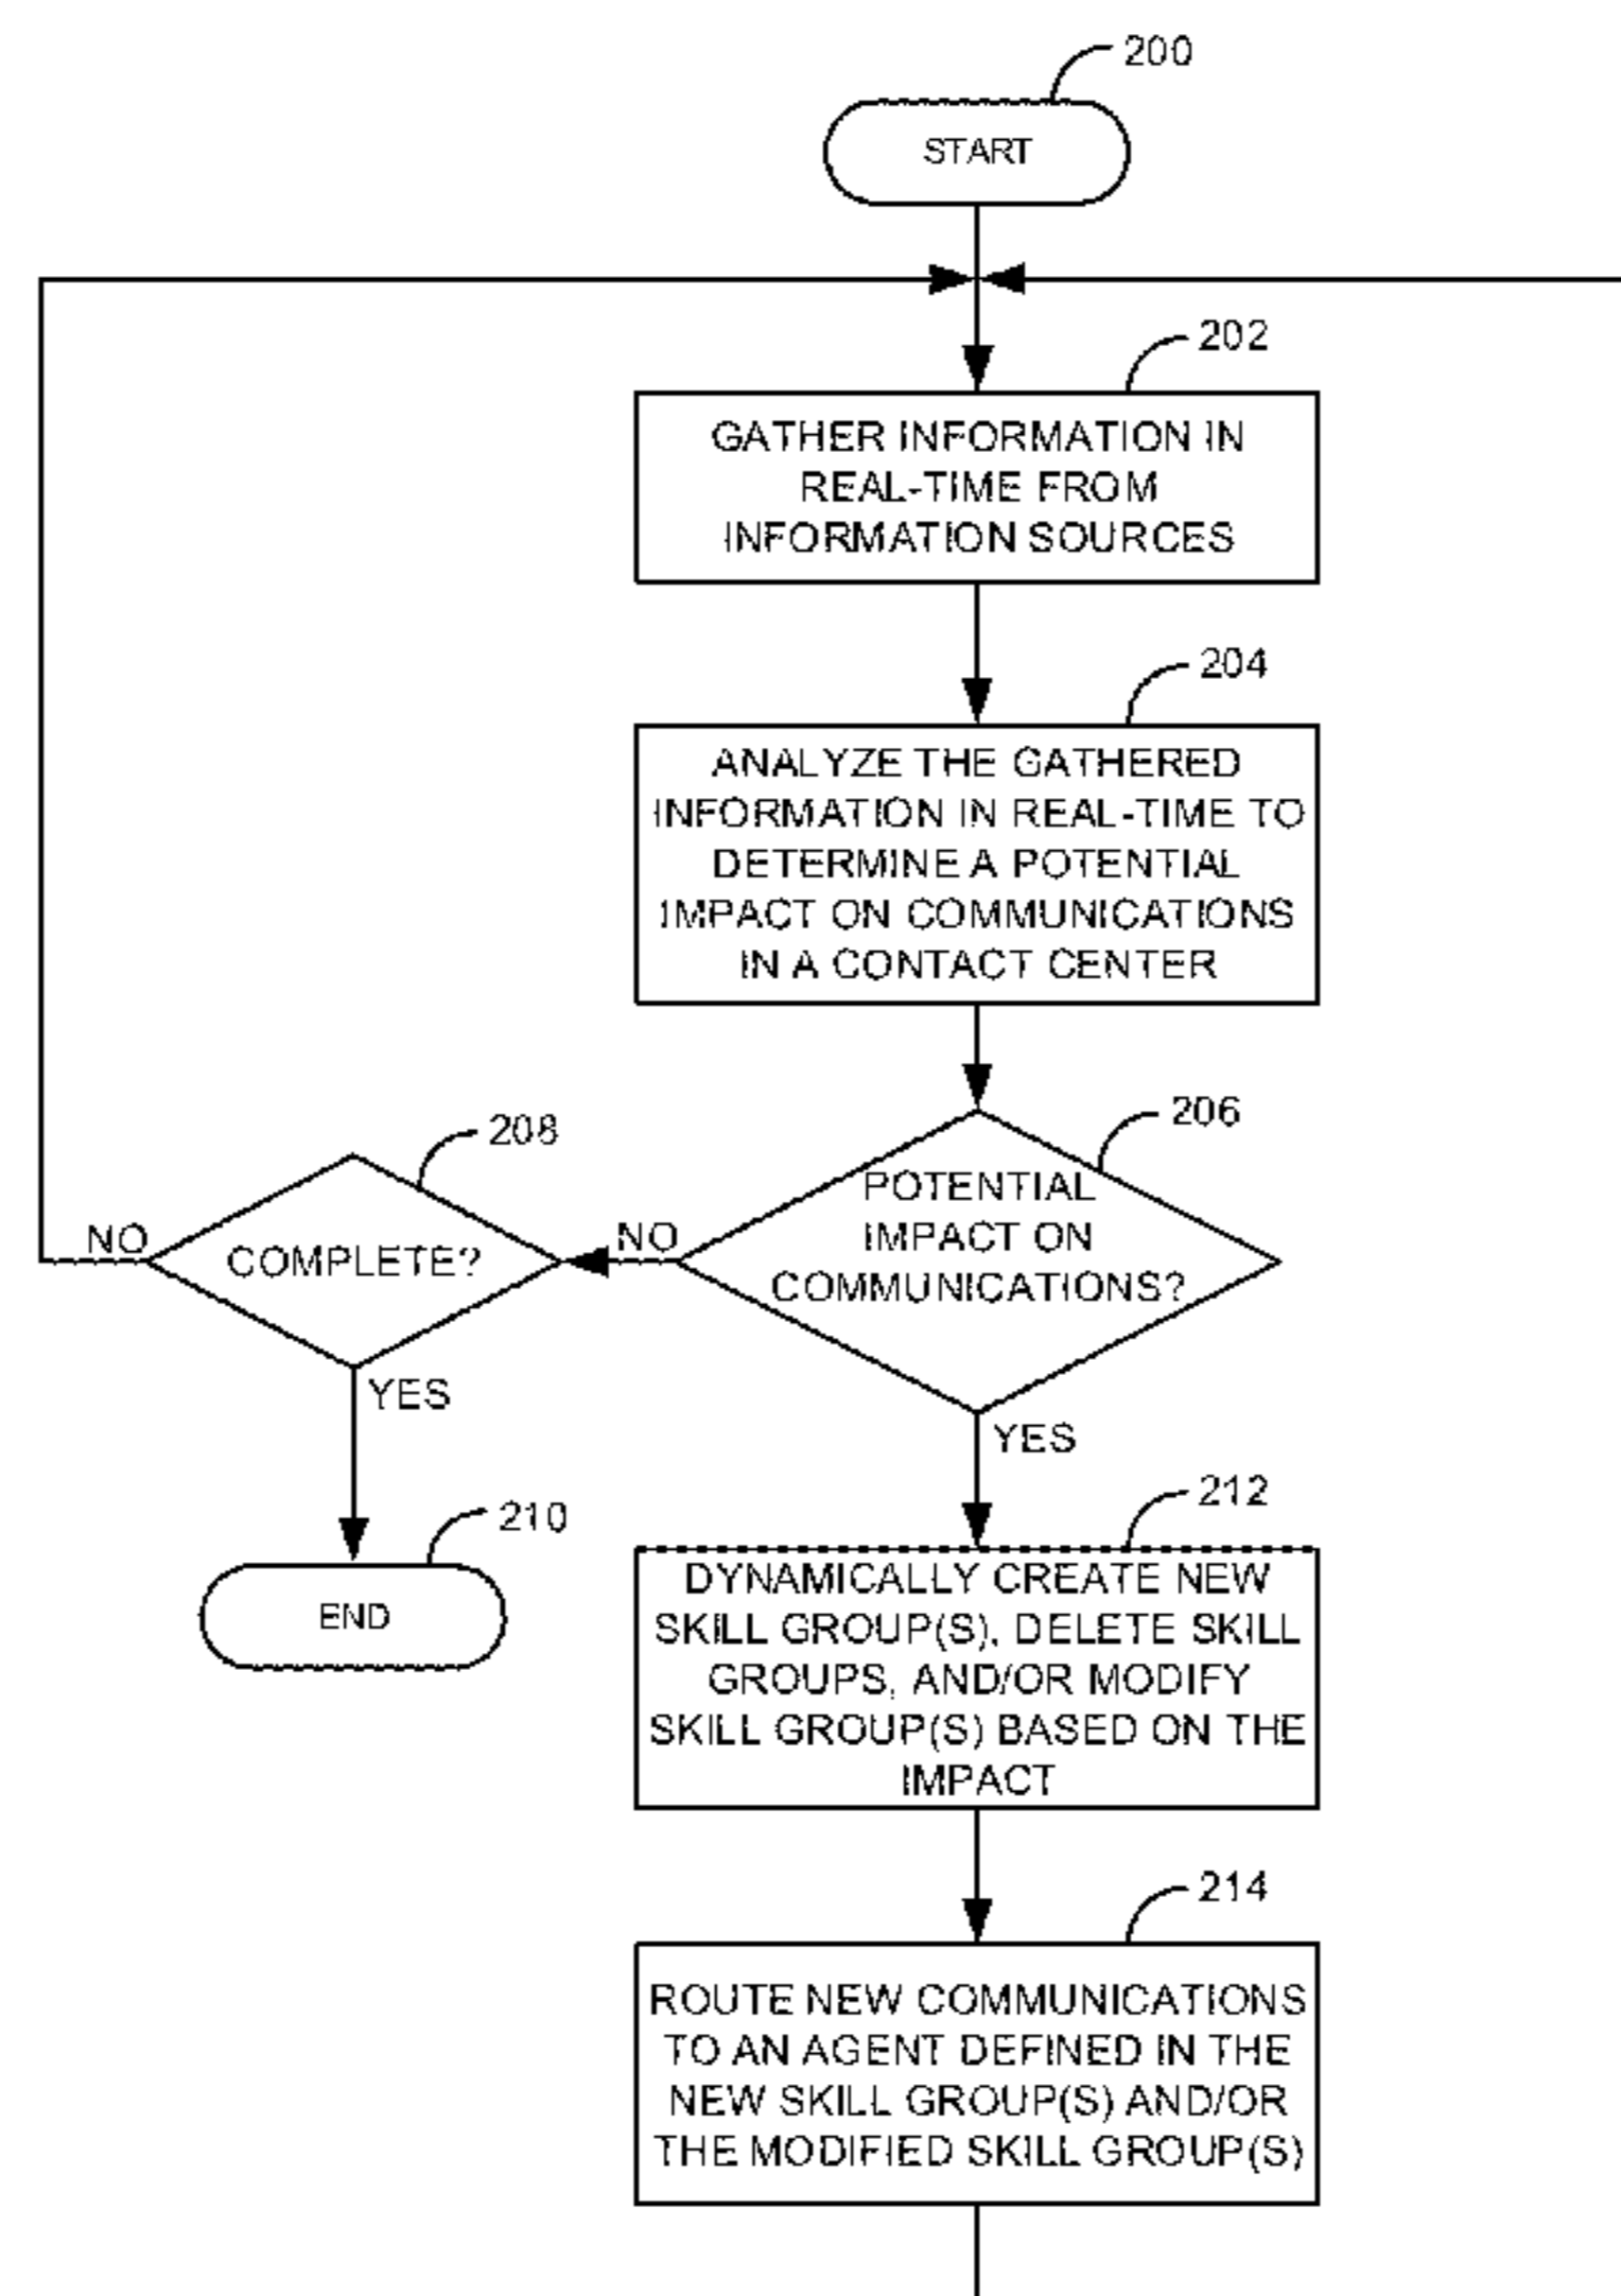 200
START
202
GATHER INFORMATION IN
REAL-TIME FROM
INFORMATION SOURCES
204
ANALYZE THE GATHERED
INFORMATION IN REAL-TIME TO
DETERMINE A POTENTIAL
IMPACT ON COMMUNICATIONS
IN A CONTACT CENTER
206
POTENTIAL
IMPACT ON
COMMUNICATIONS?
NO
208
COMPLETE?
NO
YES
210
END
YES
212
DYNAMICALLY CREATE NEW
SKILL GROUP(S), DELETE SKILL
GROUPS, AND/OR MODIFY
SKILL GROUP(S) BASED ON THE
IMPACT
214
ROUTE NEW COMMUNICATIONS
TO AN AGENT DEFINED IN THE
NEW SKILL GROUP(S) AND/OR
THE MODIFIED SKILL GROUP(S)